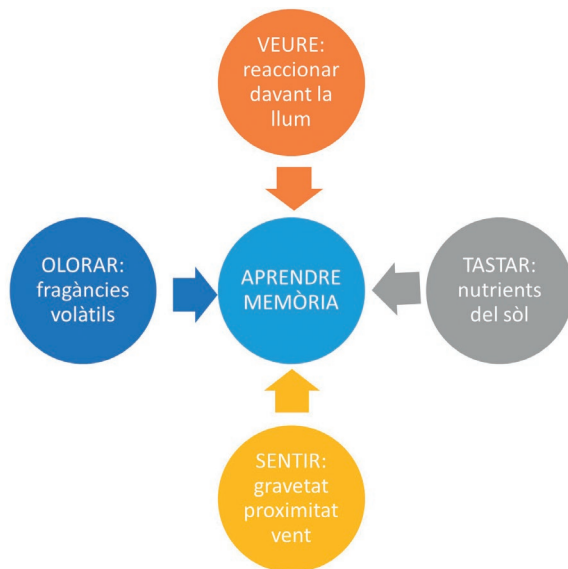 VEURE:
reaccionar
davant la
llum
OLORAR:
fragàncies
volàtils
APRENDRE
MEMÒRIA
TASTAR:
nutrients
del sòl
SENTIR:
gravetat
proximitat
vent